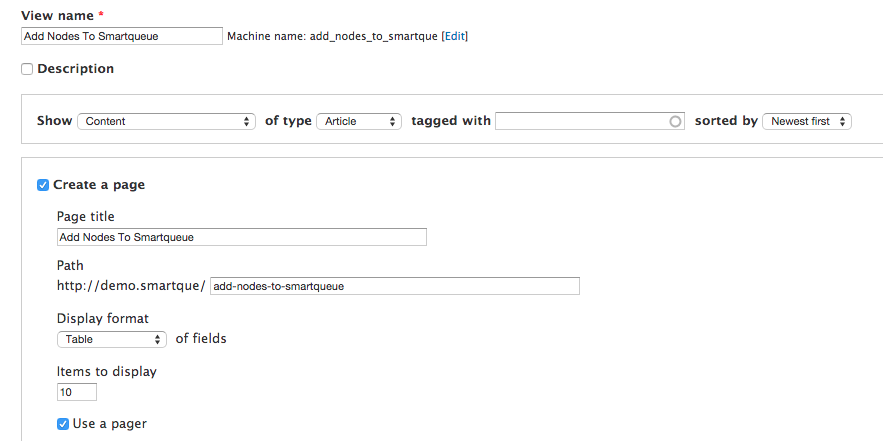 View name *
Add Nodes To Smartqueue Machine name: add_nodes_to_smartque [Edit]
Description
Show Content of type Article tagged with sorted by Newest first
Create a page
Page title
Add Nodes To Smartqueue
Path
http://demo.smartque/ add-nodes-to-smartqueue
Display format
Table of fields
Items to display
10
Use a pager